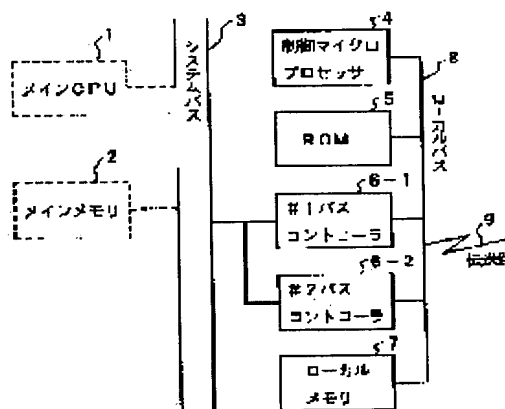 1
メインCPU
2
メインメモリ
システムバス
3
4
制御マイクロ
プロセッサ
5
ROM
6-1
#1バス
コントローラ
6-2
#2バス
コントローラ
7
ローカル
メモリ
8
ローカルバス
9
伝送路